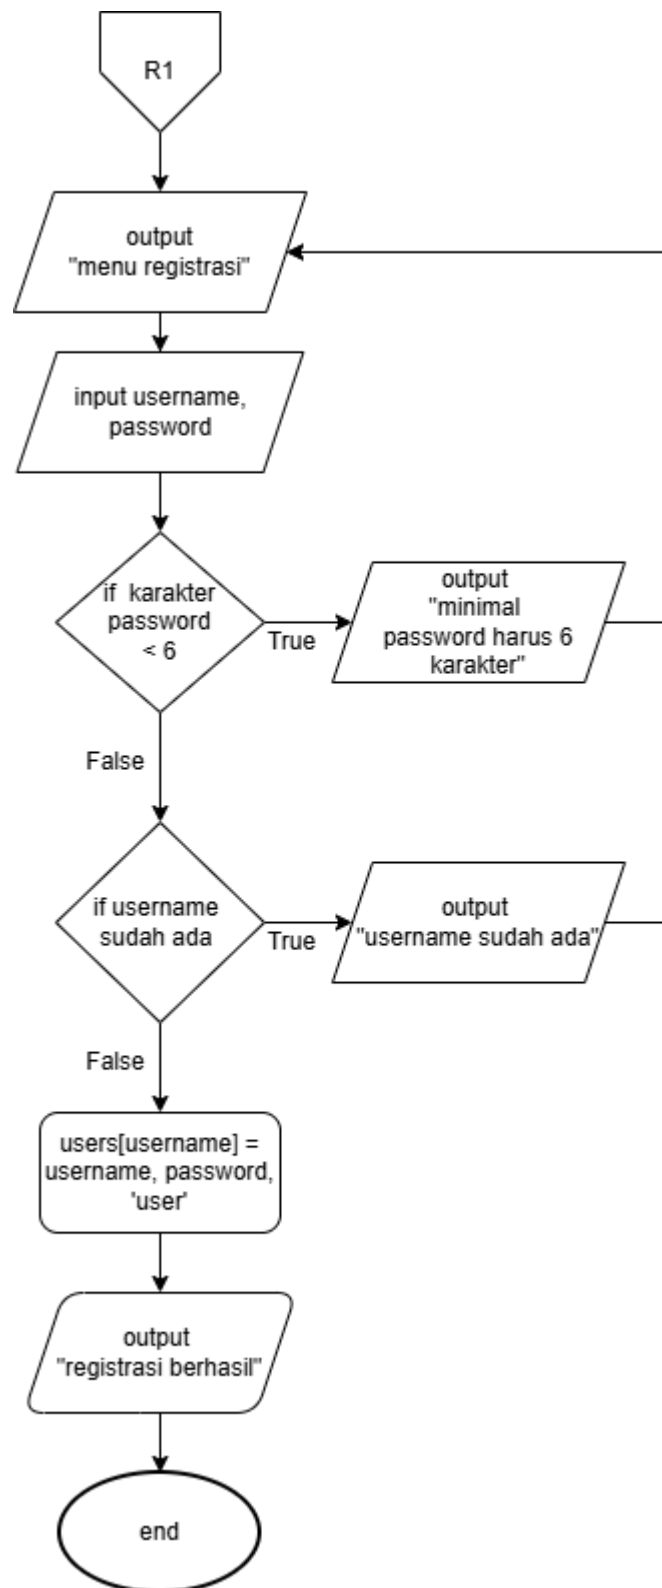 R1
output
"menu registrasi"
input username,
password
if karakter
password
< 6
True
output
"minimal
password harus 6
karakter"
False
if username
sudah ada
True
output
"username sudah ada"
False
users[username] =
username, password,
'user'
output
"registrasi berhasil"
end